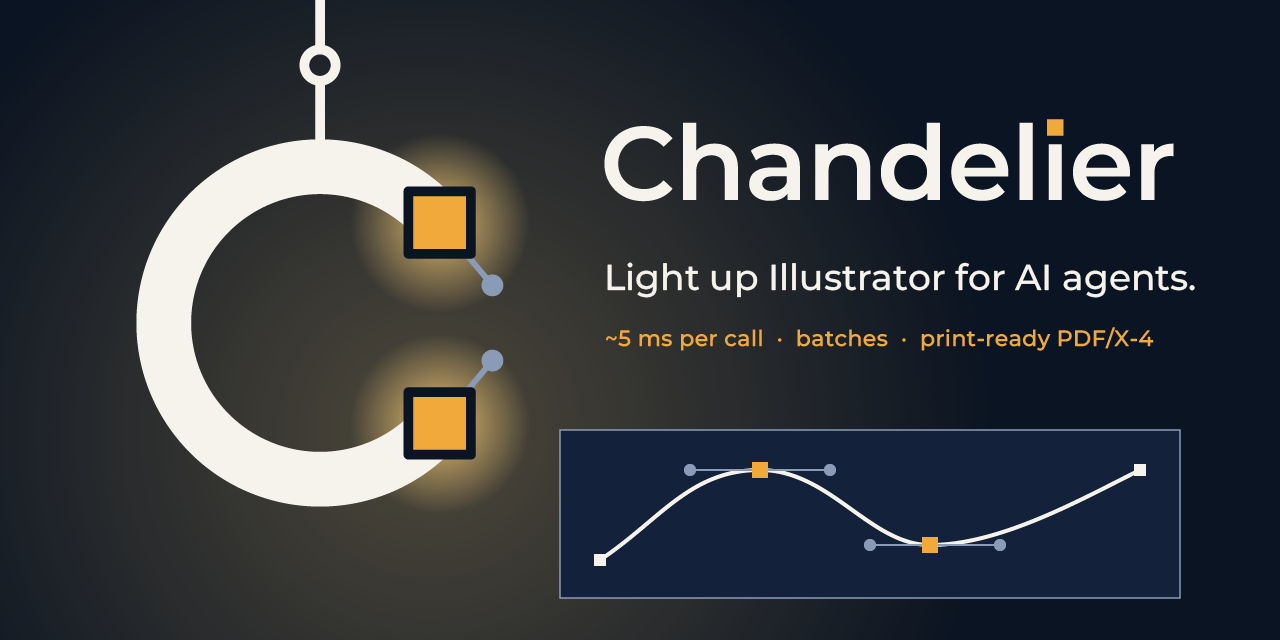 Chandelier
Light up Illustrator for AI agents.
~5 ms per call · batches · print-ready PDF/X-4